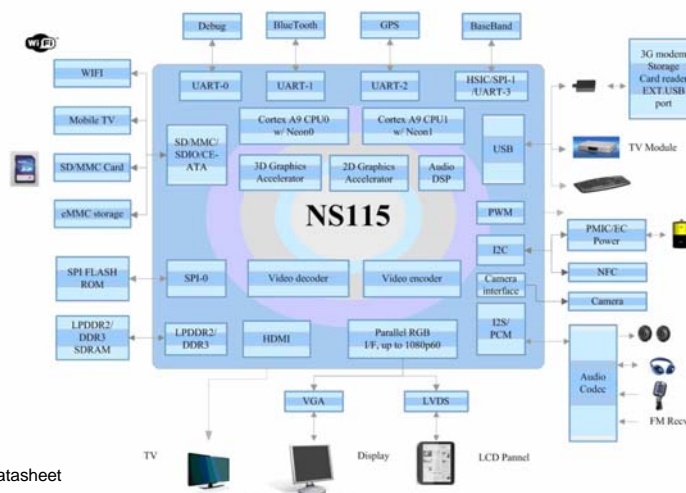 Debug
BlueTooth
GPS
BaseBand
WiFi
UART-0
UART-1
UART-2
HSIC/SPI-1
/UART-3
3G modem
Storage
Card reader
EXT.USB
port
WIFI
Mobile TV
SD/MMC Card
eMMC storage
SD/MMC/
SDIO/CE-
ATA
Cortex A9 CPU0
w/ Neon0
Cortex A9 CPU1
w/ Neon1
USB
TV Module
3D Graphics
Accelerator
2D Graphics
Accelerator
Audio
DSP
NS115
PWM
I2C
PMIC/EC
Power
NFC
SPI FLASH
ROM
SPI-0
Video decoder
Video encoder
Camera
interface
Camera
LPDDR2/
DDR3
SDRAM
LPDDR2/
DDR3
HDMI
Parallel RGB
I/F, up to 1080p60
I2S/
PCM
Audio
Codec
FM Recv
VGA
LVDS
TV
Display
LCD Pannel
atasheet